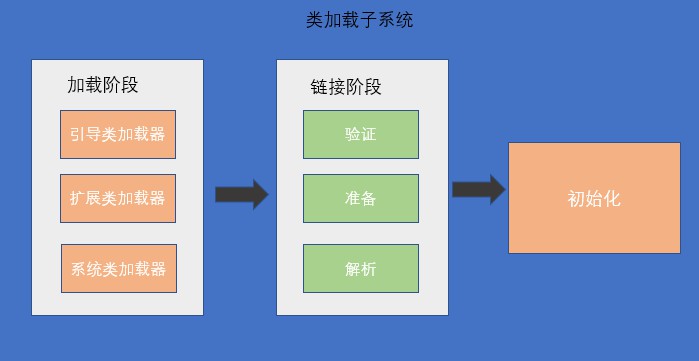 类加载子系统
加载阶段
引导类加载器
扩展类加载器
系统类加载器
链接阶段
验证
准备
解析
初始化